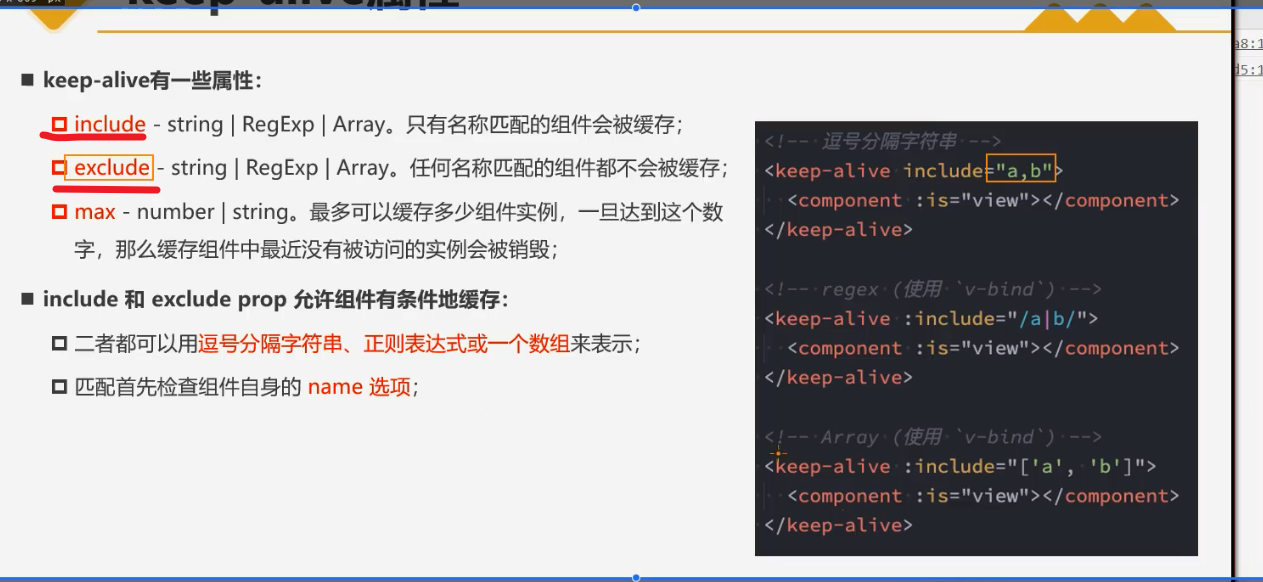 keep-alive属性
keep-alive有一些属性：
include - string | RegExp | Array。只有名称匹配的组件会被缓存；
exclude - string | RegExp | Array。任何名称匹配的组件都不会被缓存；
max - number | string。最多可以缓存多少组件实例，一旦达到这个数
字，那么缓存组件中最近没有被访问的实例会被销毁；
include 和 exclude prop 允许组件有条件地缓存：
二者都可以用逗号分隔字符串、正则表达式或一个数组来表示；
匹配首先检查组件自身的 name 选项；
<!-- 逗号分隔字符串 -->
<keep-alive include="a,b">
<component :is="view"></component>
</keep-alive>
<!-- regex (使用 `v-bind`) -->
<keep-alive :include="/a|b/">
<component :is="view"></component>
</keep-alive>
<!-- Array (使用 `v-bind`) -->
<keep-alive :include="['a', 'b']">
<component :is="view"></component>
</keep-alive>
a8:1
d5:1